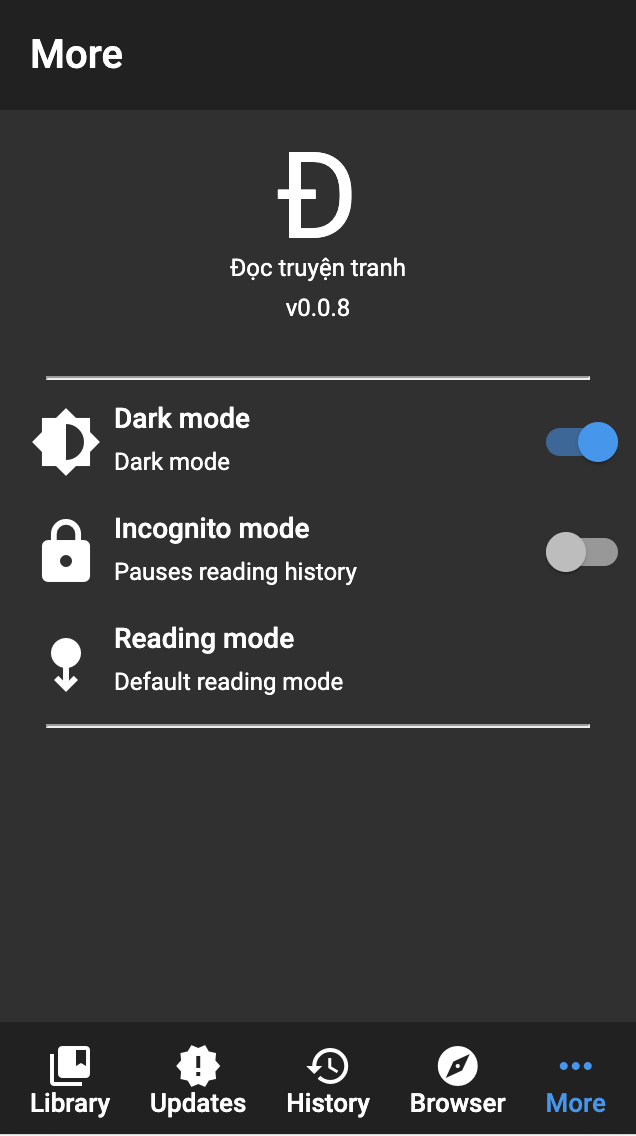 More
Đ
Đọc truyện tranh
v0.0.8
Dark mode
Dark mode
Incognito mode
Pauses reading history
Reading mode
Default reading mode
Library
Updates
History
Browser
More